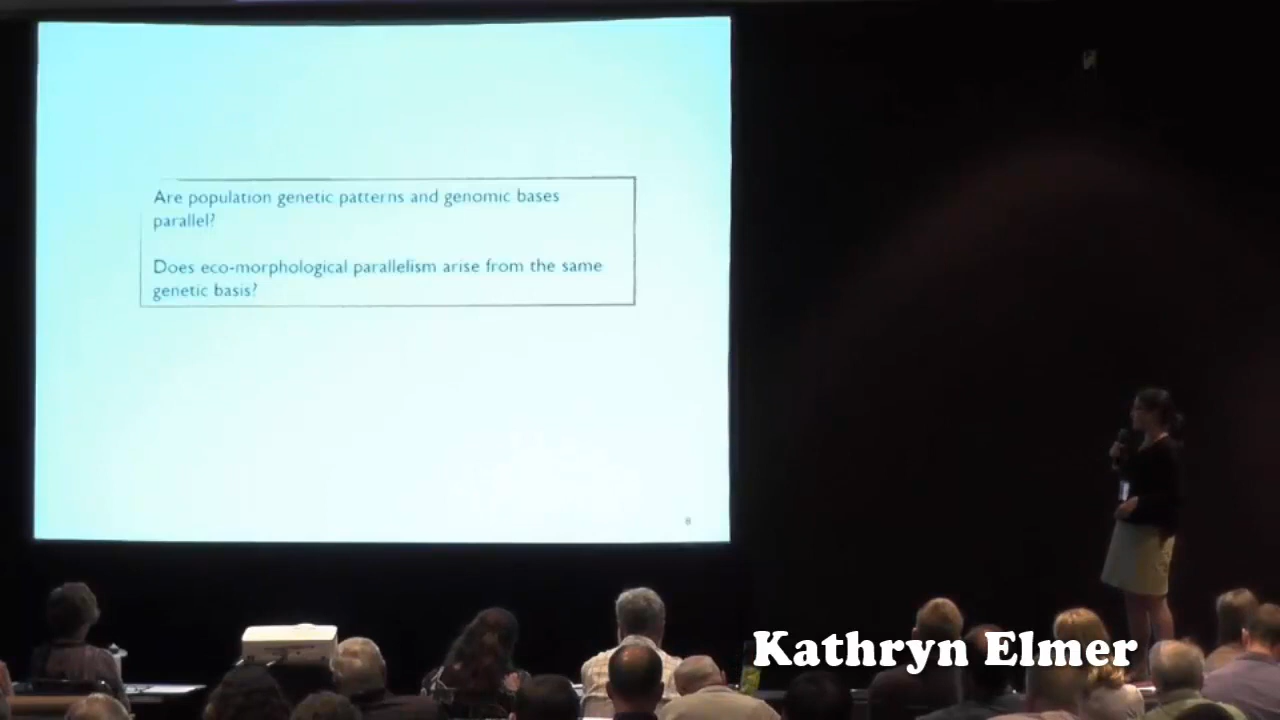 Are population genetic patterns and genomic bases
parallel?
Does eco-morphological parallelism arise from the same
genetic basis?
8
Kathryn Elmer